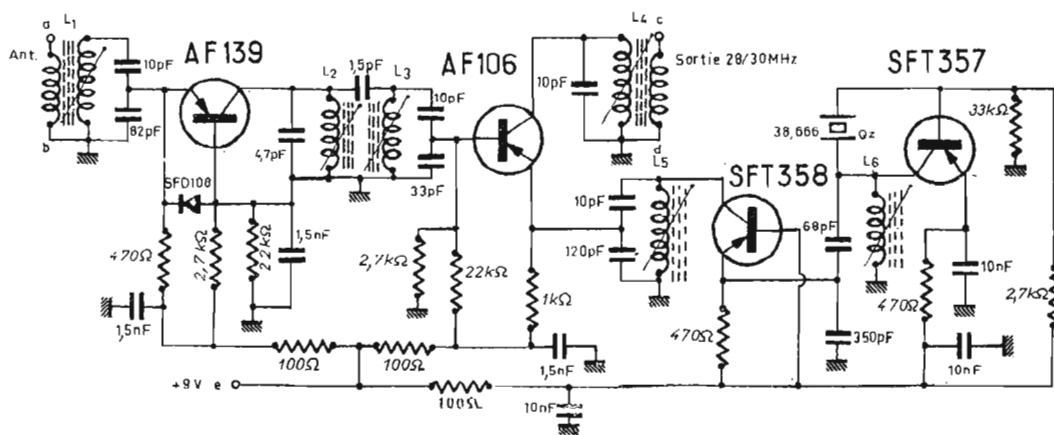 a
L1
Ant.
b
10pF
82pF
AF139
SFD108
470Ω
2,7kΩ
22kΩ
1,5nF
1,5nF
4,7pF
L2
1,5pF
L3
10pF
33pF
AF106
2,7kΩ
22kΩ
1kΩ
100Ω
100Ω
1,5nF
+9V e
100Ω
10nF
10pF
L4
c
Sortie 28/30MHz
d
L5
10pF
120pF
SFT358
470Ω
38,666
Qz
L6
68pF
350pF
SFT357
33kΩ
470Ω
10nF
2,7kΩ
10nF